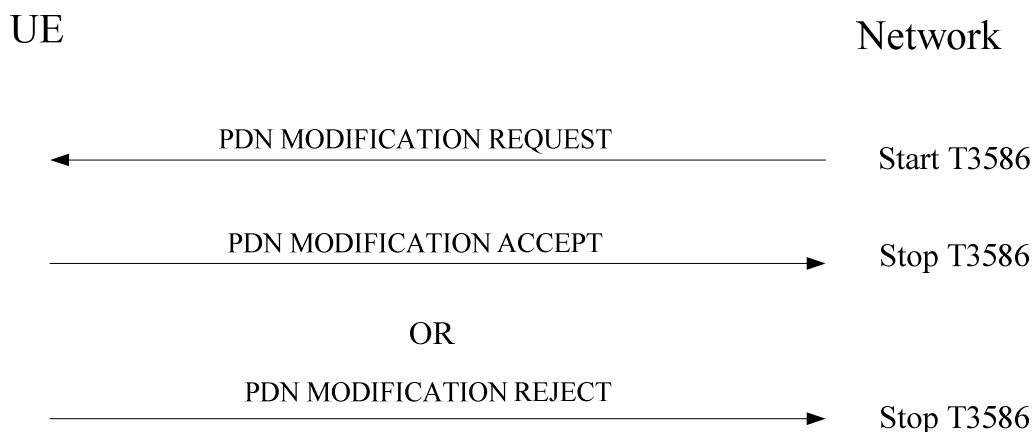 UE
Network
PDN MODIFICATION REQUEST
Start T3586
PDN MODIFICATION ACCEPT
Stop T3586
OR
PDN MODIFICATION REJECT
Stop T3586